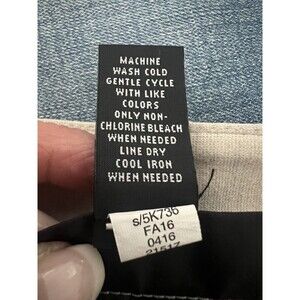 MACHINE
WASH COLD
GENTLE CYCLE
WITH LIKE
COLORS
ONLY NON-
CHLORINE BLEACH
WHEN NEEDED
LINE DRY
COOL IRON
WHEN NEEDED
S/5K736
FA16
0416